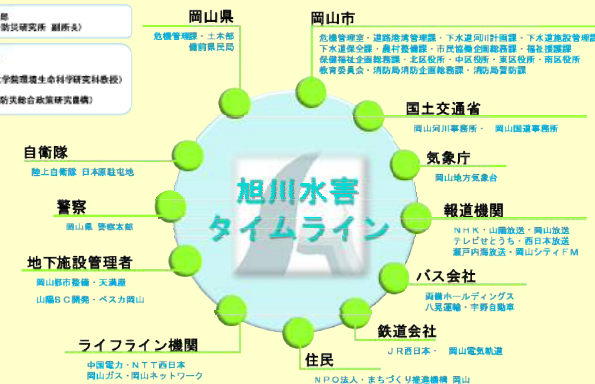 郎
防災研究所 副所長）
大学院環境生命科学研究科教授）
防災総合政策研究機構）
岡山県
危機管理課・土木部
備前県民局
岡山市
危機管理室・道路港湾管理課・下水道河川計画課・下水道施設管理課
下水道保全課・農村整備課・市民協働企画総務課・福祉援護課
保健福祉企画総務課・北区役所・中区役所・東区役所・南区役所
教育委員会・消防局消防企画総務課・消防局警防課
国土交通省
岡山河川事務所・ 岡山国道事務所
自衛隊
陸上自衛隊 日本原駐屯地
気象庁
岡山地方気象台
旭川水害
タイムライン
警察
岡山県 警察本部
報道機関
ＮＨＫ・山陽放送・岡山放送
テレビせとうち・西日本放送
瀬戸内海放送・岡山シティＦＭ
地下施設管理者
岡山都市整備・天満屋
山陽ＳＣ開発・ペスカ岡山
バス会社
両備ホールディングス
八晃運輸・宇野自動車
鉄道会社
ＪＲ西日本・ 岡山電気軌道
ライフライン機関
中国電力・ＮＴＴ西日本
岡山ガス・岡山ネットワーク
住民
ＮＰＯ法人・まちづくり推進機構 岡山